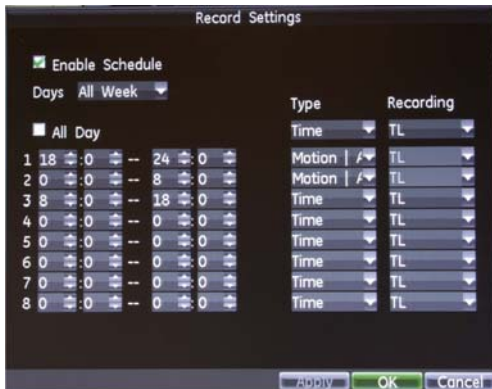 Record Settings
Enable Schedule
Days All Week
Type Recording
All Day Time TL
1 18 : 0 -- 24 : 0 Motion | TL
2 0 : 0 -- 8 : 0 Motion | TL
3 8 : 0 -- 18 : 0 Time TL
4 0 : 0 -- 0 : 0 Time TL
5 0 : 0 -- 0 : 0 Time TL
6 0 : 0 -- 0 : 0 Time TL
7 0 : 0 -- 0 : 0 Time TL
8 0 : 0 -- 0 : 0 Time TL
Apply OK Cancel